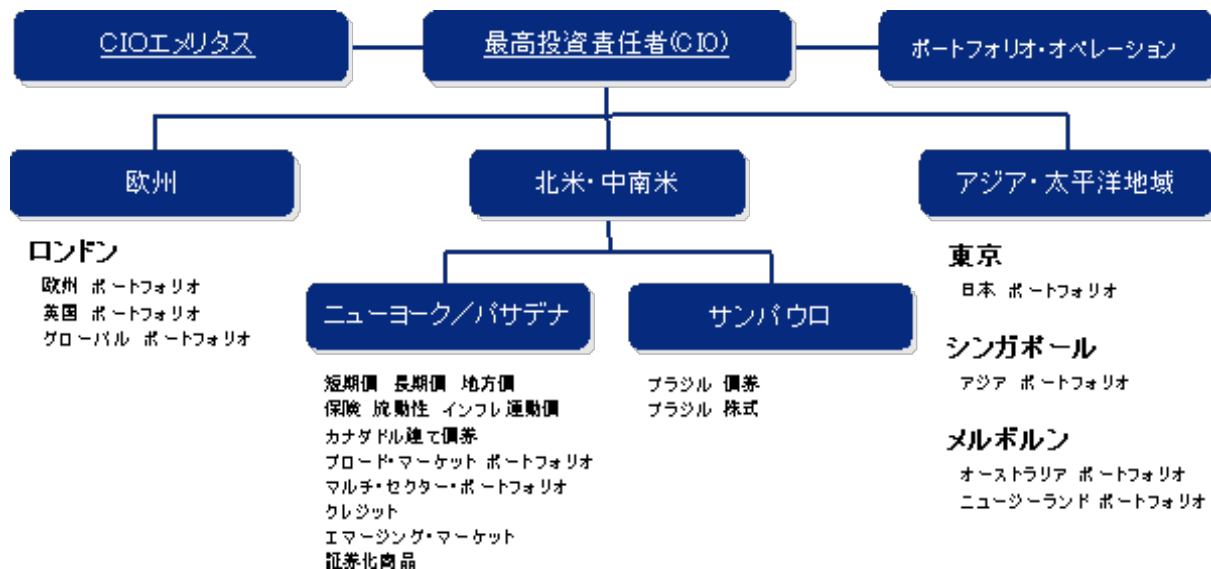 CIOエメリタス
最高投資責任者(CIO)
ポートフォリオ・オペレーション
欧州
北米・中南米
アジア・太平洋地域
ロンドン
欧州 ポートフォリオ
英国 ポートフォリオ
グローバル ポートフォリオ
ニューヨーク／パサデナ
短期債 長期債 地方債
保険 流動性 インフレ連動債
カナダドル建て債券
ブロード・マーケット ポートフォリオ
マルチ・セクター・ポートフォリオ
クレジット
エマージング・マーケット
証券化商品
サンパウロ
ブラジル 債券
ブラジル 株式
東京
日本 ポートフォリオ
シンガポール
アジア ポートフォリオ
メルボルン
オーストラリア ポートフォリオ
ニュージーランド ポートフォリオ